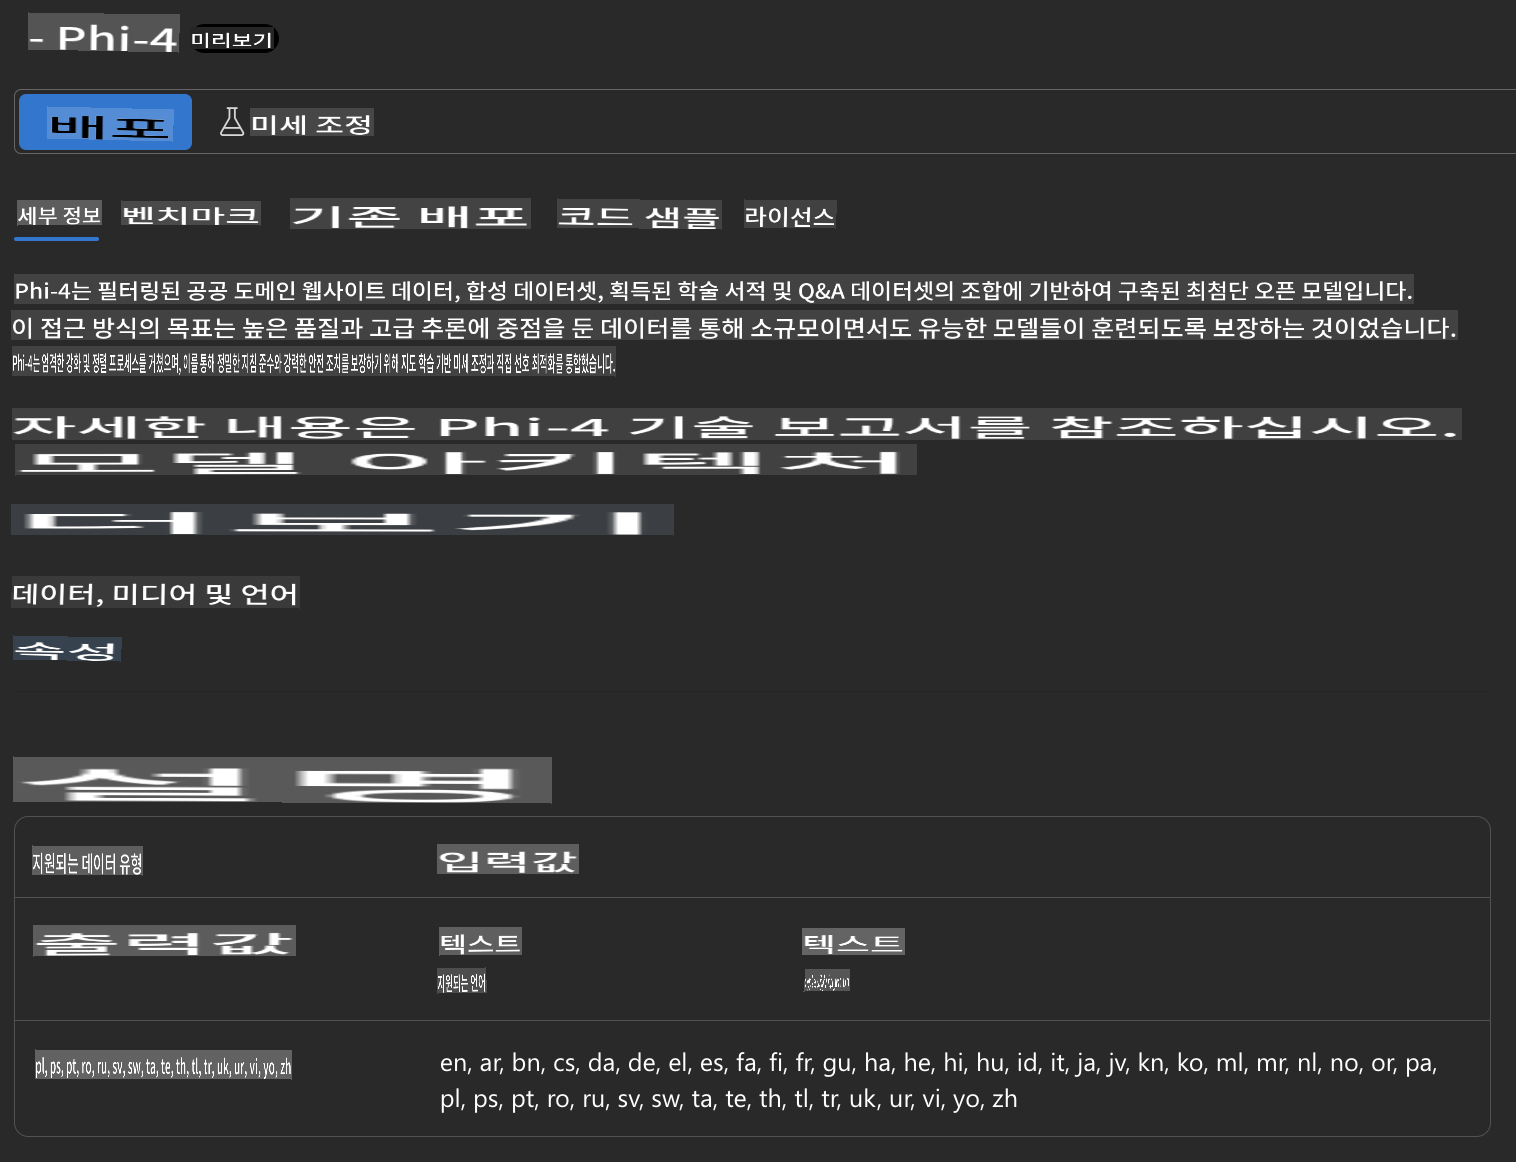 - Phi-4 미리보기
배포 미세 조정
세부 정보 벤치마크 기존 배포 코드 샘플 라이선스
Phi-4는 필터링된 공공 도메인 웹사이트 데이터, 합성 데이터셋, 획득된 학술 서적 및 Q&A 데이터셋의 조합에 기반하여 구축된 최첨단 오픈 모델입니다.
이 접근 방식의 목표는 높은 품질과 고급 추론에 중점을 둔 데이터를 통해 소규모이면서도 유능한 모델들이 훈련되도록 보장하는 것이었습니다.
Phi-4는 엄격한 강화 및 정렬 프로세스를 거쳤으며, 이를 통해 정밀한 지침 준수와 강력한 안전 조치를 보장하기 위해 지도 학습 기반 미세 조정과 직접 선호 최적화를 통합했습니다.
자세한 내용은 Phi-4 기술 보고서를 참조하십시오.
모델 아키텍처
더보기
데이터, 미디어 및 언어
속성
설명
지원되는 데이터 유형 입력값
출력값 텍스트 텍스트
지원되는 언어
pl, ps, pt, ro, ru, sv, sw, ta, te, th, tl, tr, uk, ur, vi, yo, zh en, ar, bn, cs, da, de, el, es, fa, fi, fr, gu, ha, he, hi, hu, id, it, ja, jv, kn, ko, ml, mr, nl, no, or, pa,
pl, ps, pt, ro, ru, sv, sw, ta, te, th, tl, tr, uk, ur, vi, yo, zh